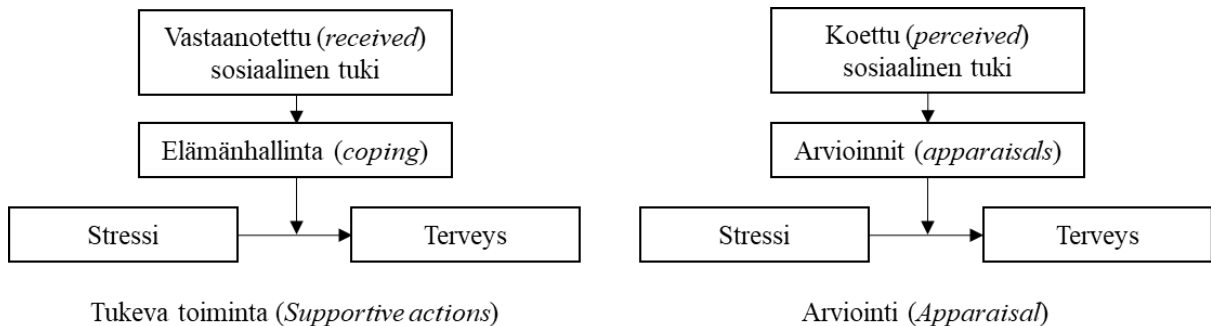 Vastaanotettu (received)
sosiaalinen tuki
Elämänhallinta (coping)
Stressi
Terveys
Tukeva toiminta (Supportive actions)
Koettu (perceived)
sosiaalinen tuki
Arvioinnit (apparaisals)
Stressi
Terveys
Arviointi (Apparaisal)